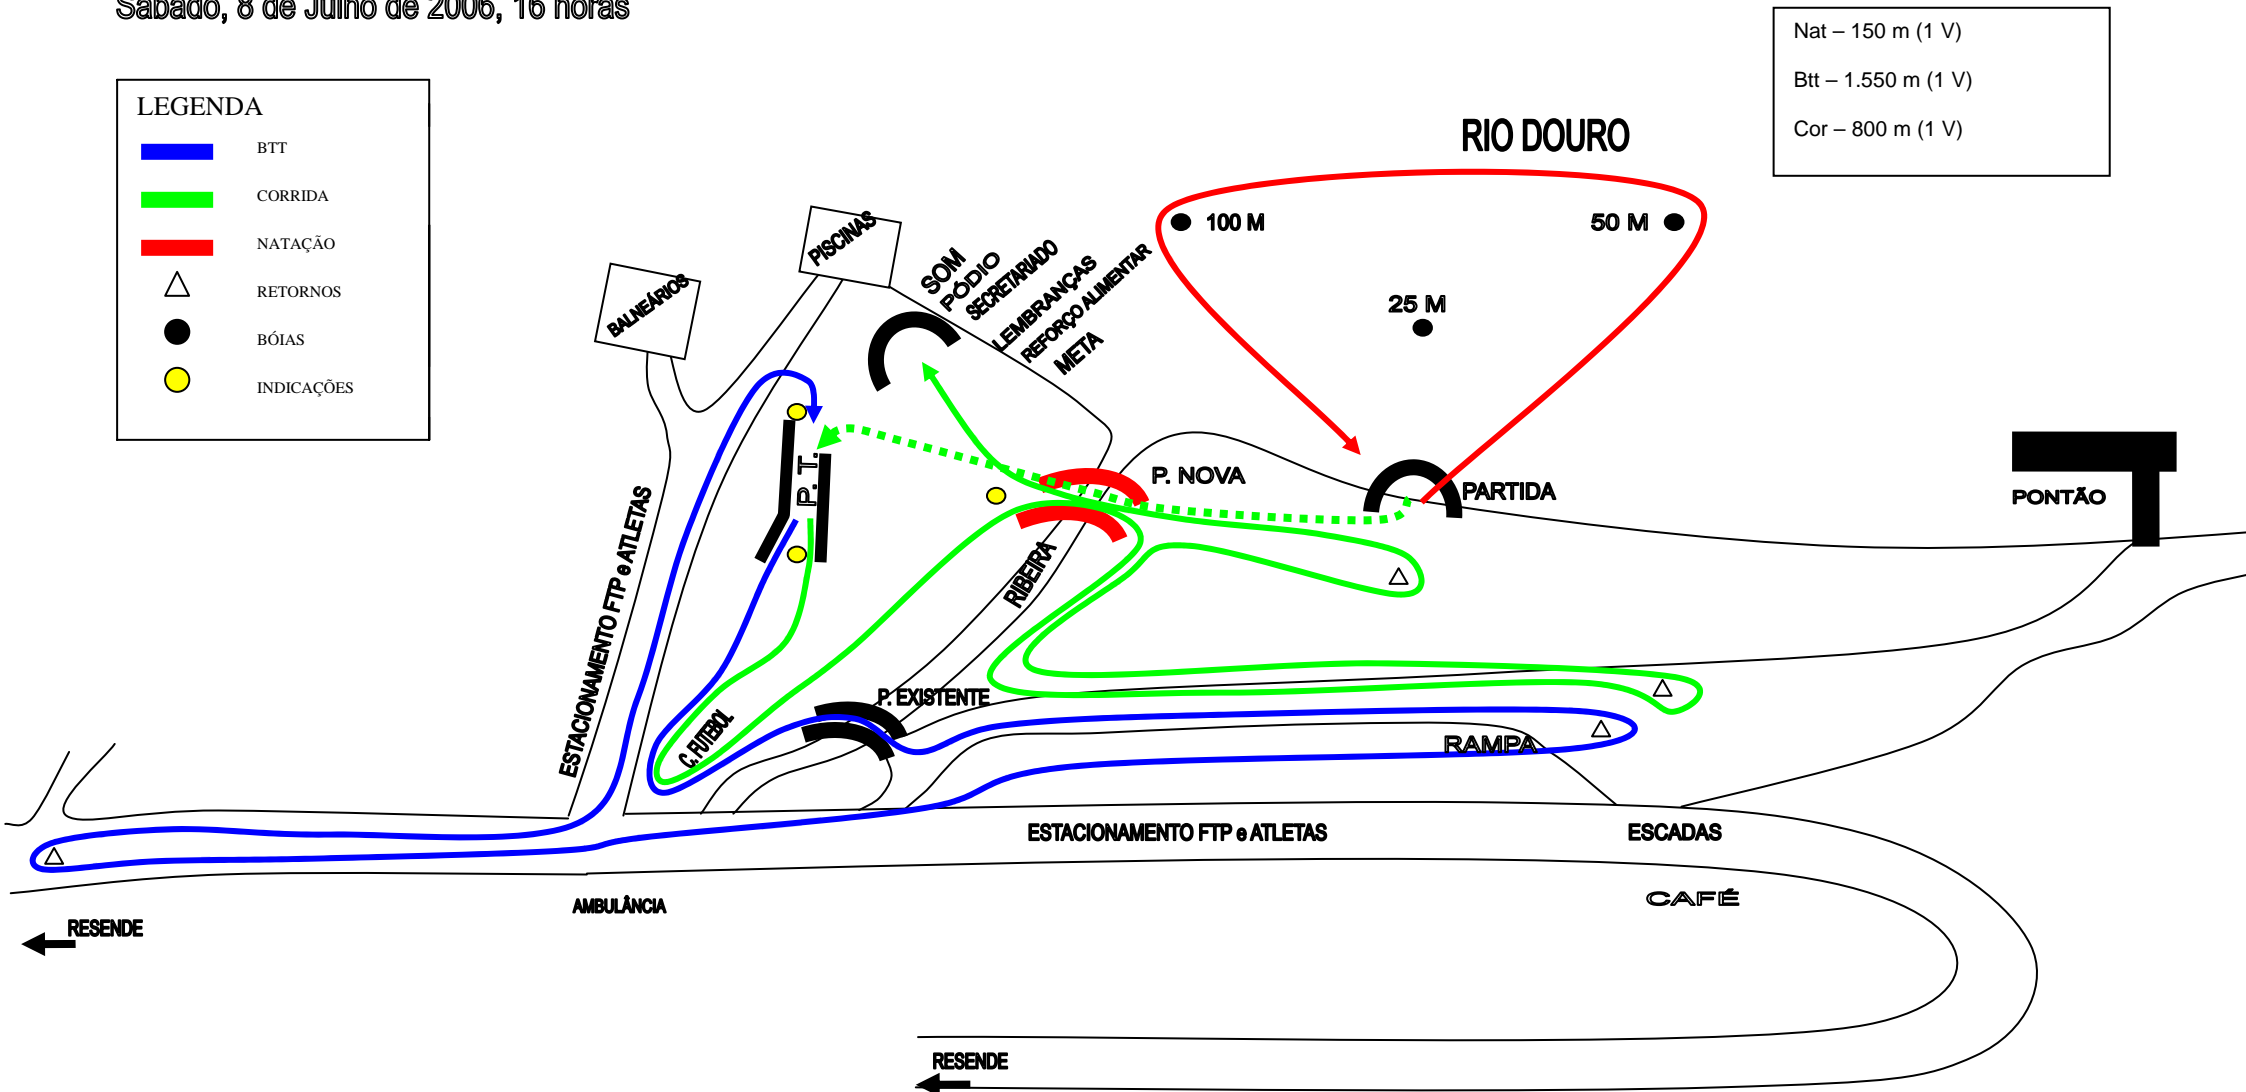 Sábado, 8 de Julho de 2006, 16 horas
Nat – 150 m (1 V)
Btt – 1.550 m (1 V)
Cor – 800 m (1 V)
LEGENDA
BTT
CORRIDA
NATAÇÃO
RETORNOS
BÓIAS
INDICAÇÕES
RIO DOURO
100 M
50 M
25 M
PISCINAS
BALNEÁRIOS
SOM
PÓDIO
SECRETARIADO
LEMBRANÇAS
REFORÇO ALIMENTAR
META
P. T.
P. NOVA
PARTIDA
PONTÃO
ESTACIONAMENTO FTP e ATLETAS
RIBEIRA
P. EXISTENTE
C. FUTEBOL
RAMPA
ESTACIONAMENTO FTP e ATLETAS
ESCADAS
CAFÉ
AMBULÂNCIA
RESENDE
RESENDE